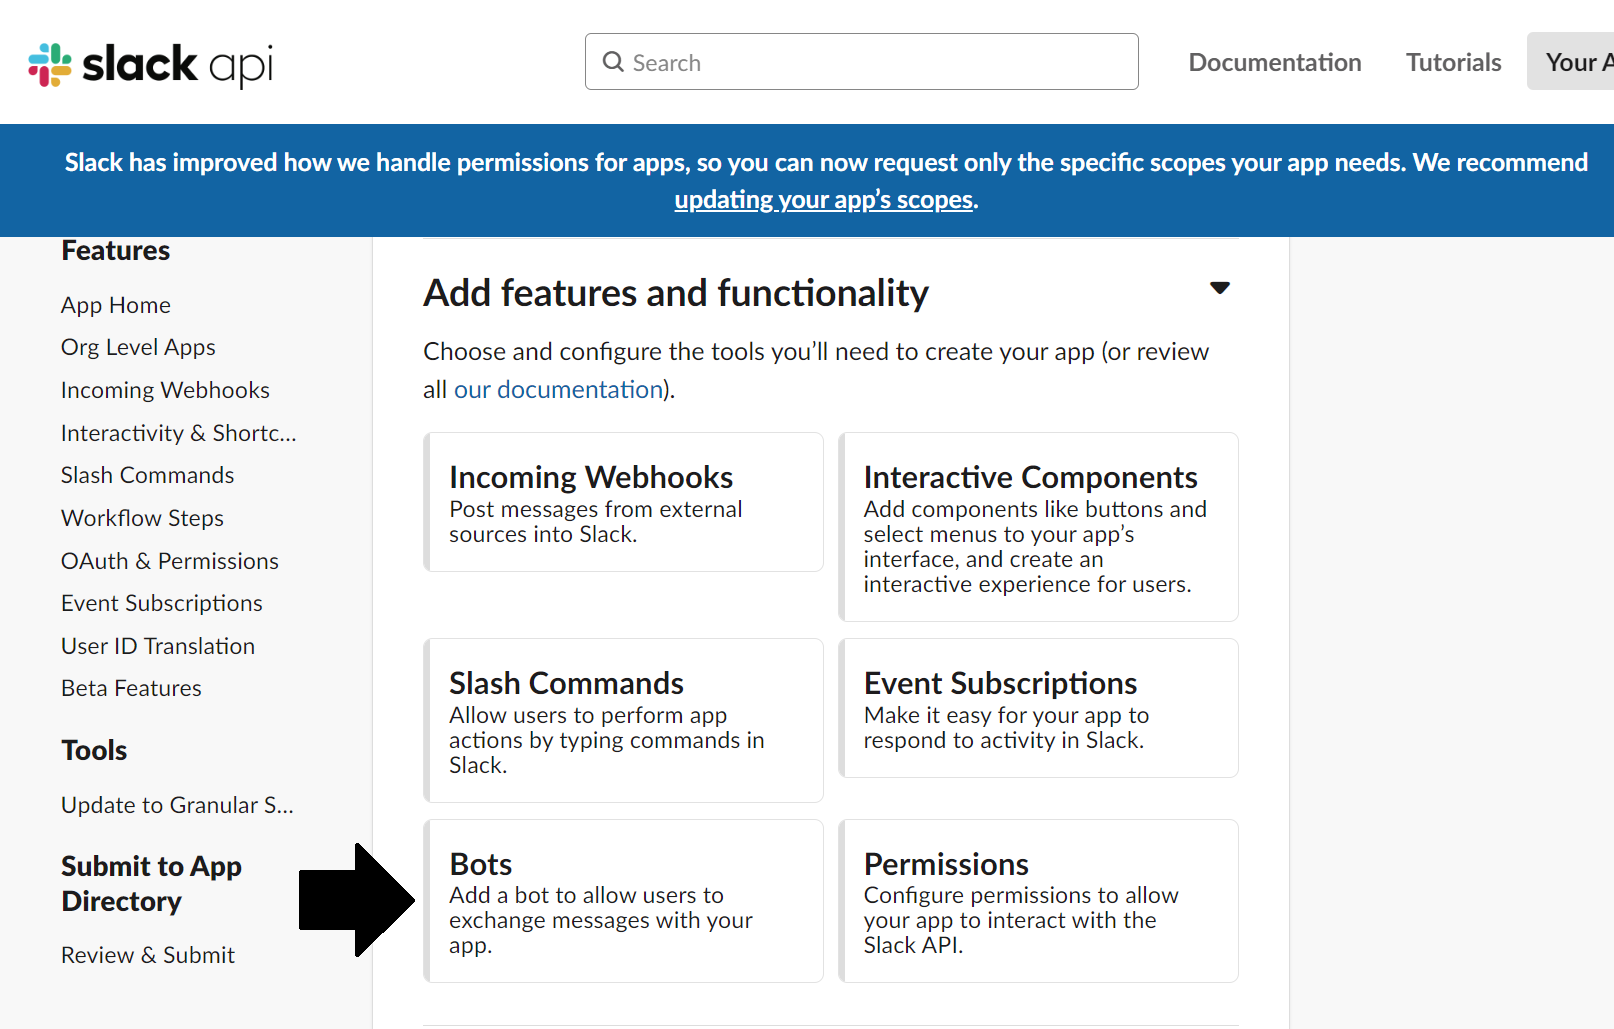 slack api
Search
Documentation
Tutorials
Your A
Slack has improved how we handle permissions for apps, so you can now request only the specific scopes your app needs. We recommend
updating your app's scopes.
Features
App Home
Org Level Apps
Incoming Webhooks
Interactivity & Shortc...
Slash Commands
Workflow Steps
OAuth & Permissions
Event Subscriptions
User ID Translation
Beta Features
Tools
Update to Granular S...
Submit to App
Directory
Review & Submit
Add features and functionality
Choose and configure the tools you'll need to create your app (or review
all our documentation).
Incoming Webhooks
Post messages from external
sources into Slack.
Interactive Components
Add components like buttons and
select menus to your app's
interface, and create an
interactive experience for users.
Slash Commands
Allow users to perform app
actions by typing commands in
Slack.
Event Subscriptions
Make it easy for your app to
respond to activity in Slack.
Bots
Add a bot to allow users to
exchange messages with your
app.
Permissions
Configure permissions to allow
your app to interact with the
Slack API.